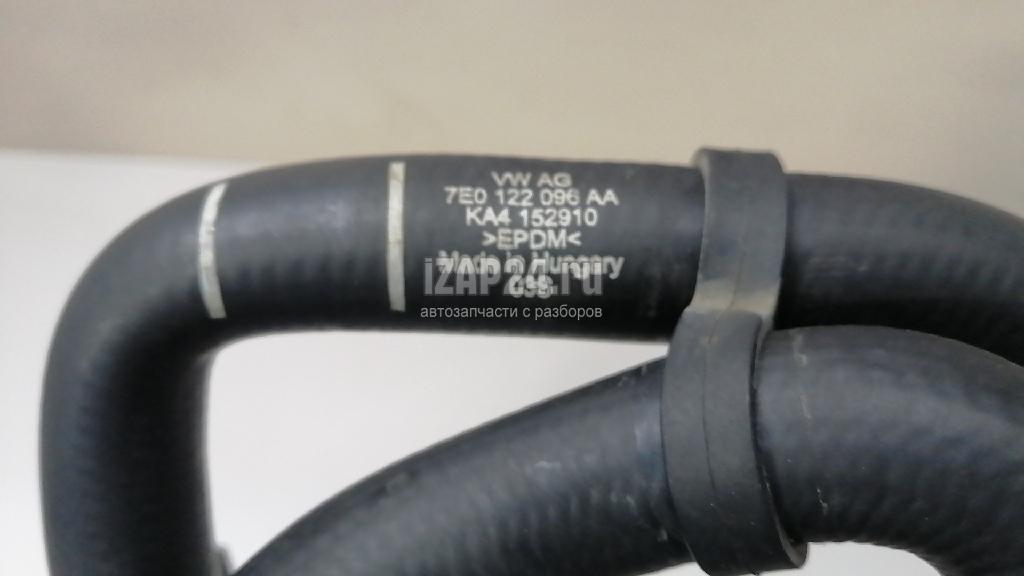 VW AG
7E0 122 096 AA
KA4 152910
>EPDM<
Made in Hungary
iZAP24.ru
автозапчасти с разборов